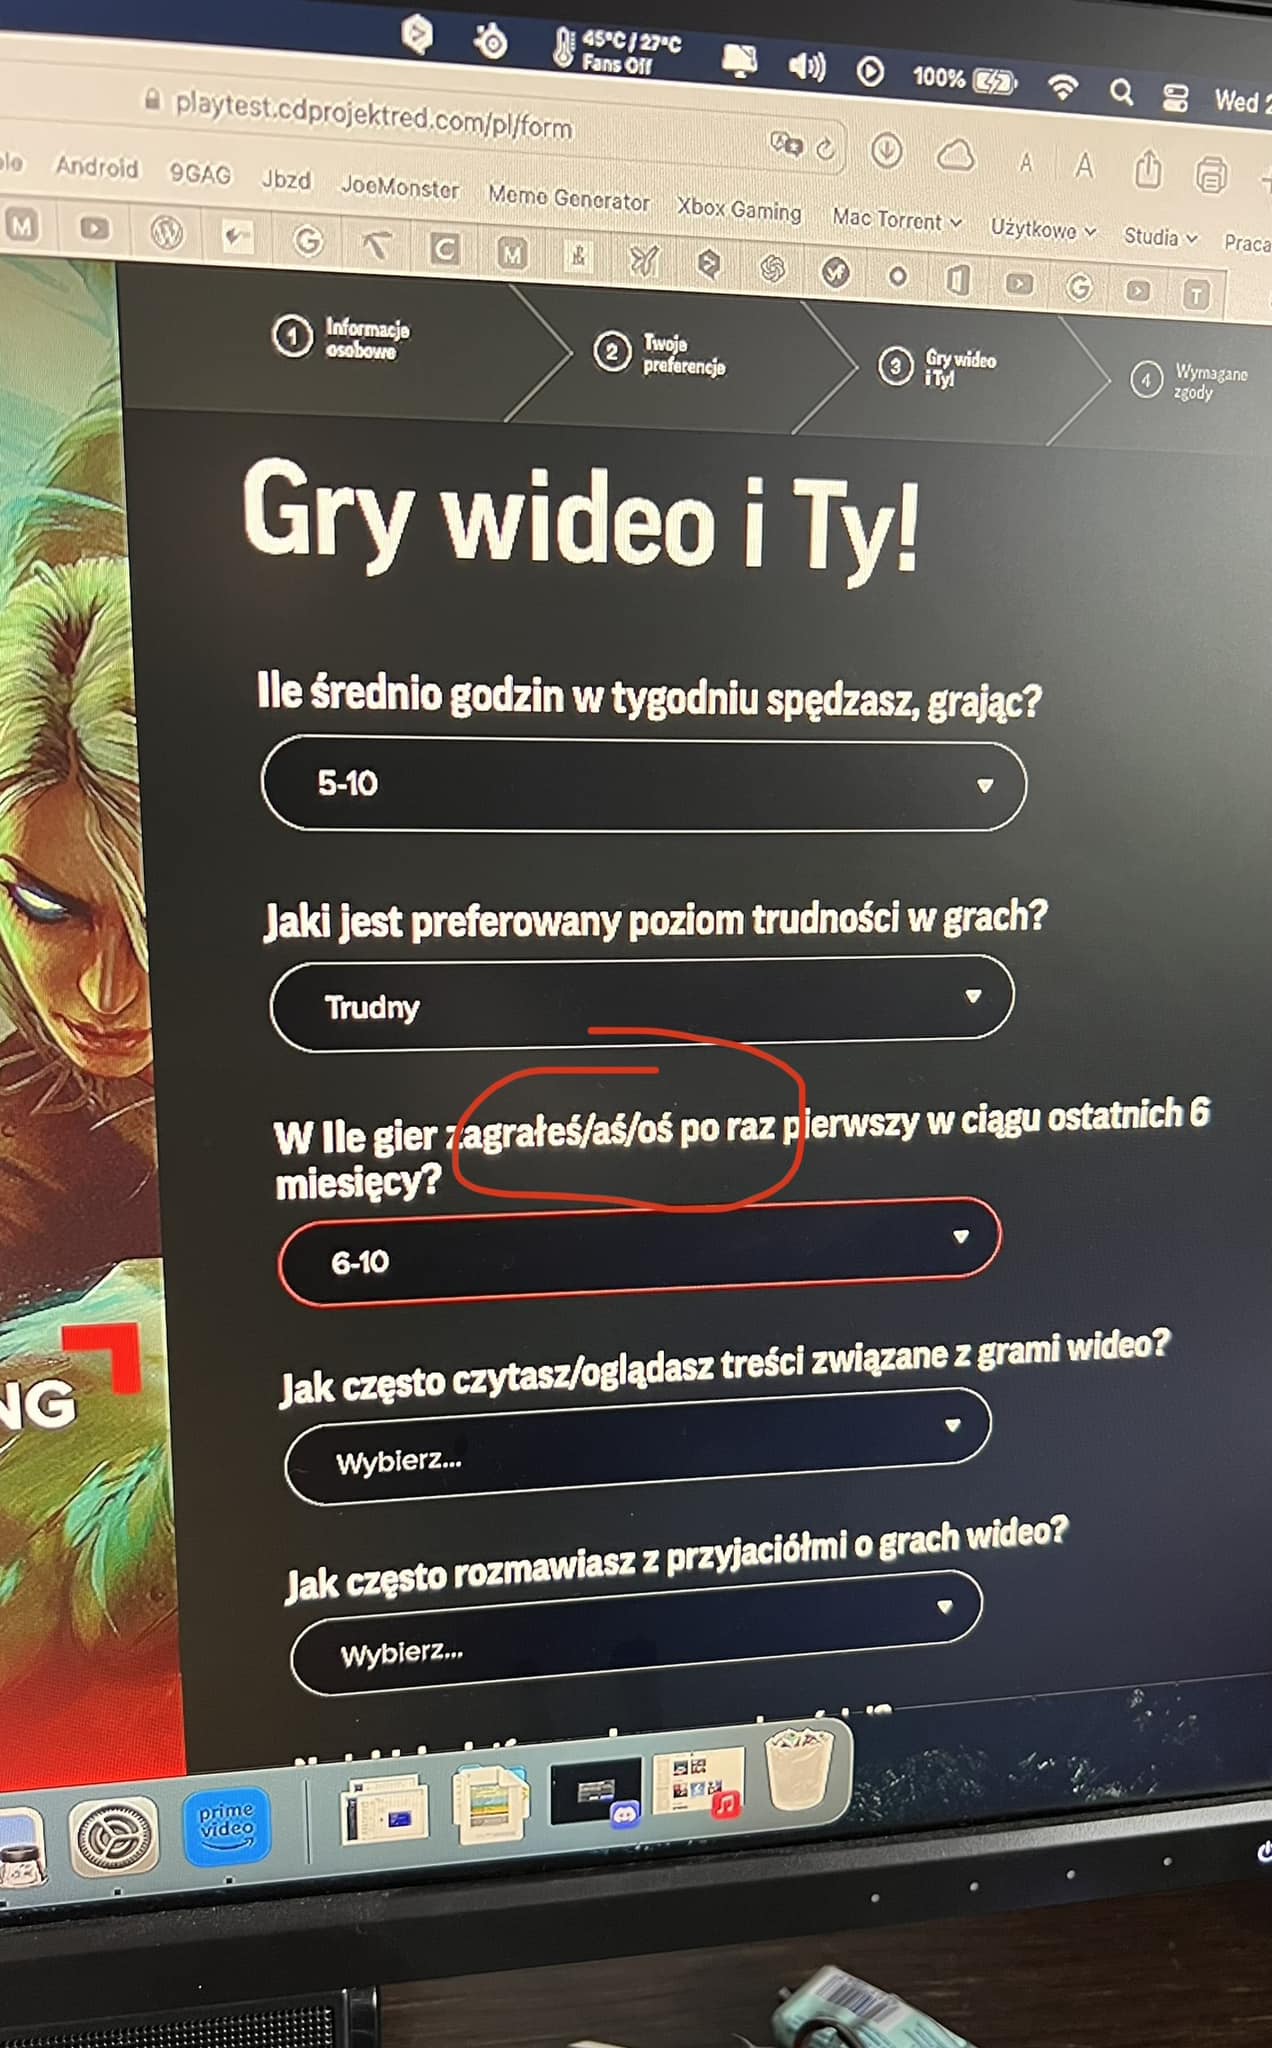 45°C / 27°C
Fans Off
100%
Wed 2
playtest.cdprojektred.com/pl/form
A
A
Android
9GAG
Jbzd
JoeMonster
Meme Generator
Xbox Gaming
Mac Torrent
Użytkowe
Studia
Praca
M
G
C
M
G
T
1
Informacje
osobowe
2
Twoje
preferencje
3
Gry wideo
i Ty!
4
Wymagane
zgody
Gry wideo i Ty!
Ile średnio godzin w tygodniu spędzasz, grając?
5-10
Jaki jest preferowany poziom trudności w grach?
Trudny
W Ile gier zagrałeś/aś/oś po raz pierwszy w ciągu ostatnich 6
miesięcy?
6-10
NG
Jak często czytasz/oglądasz treści związane z grami wideo?
Wybierz...
Jak często rozmawiasz z przyjaciółmi o grach wideo?
Wybierz...
prime
video